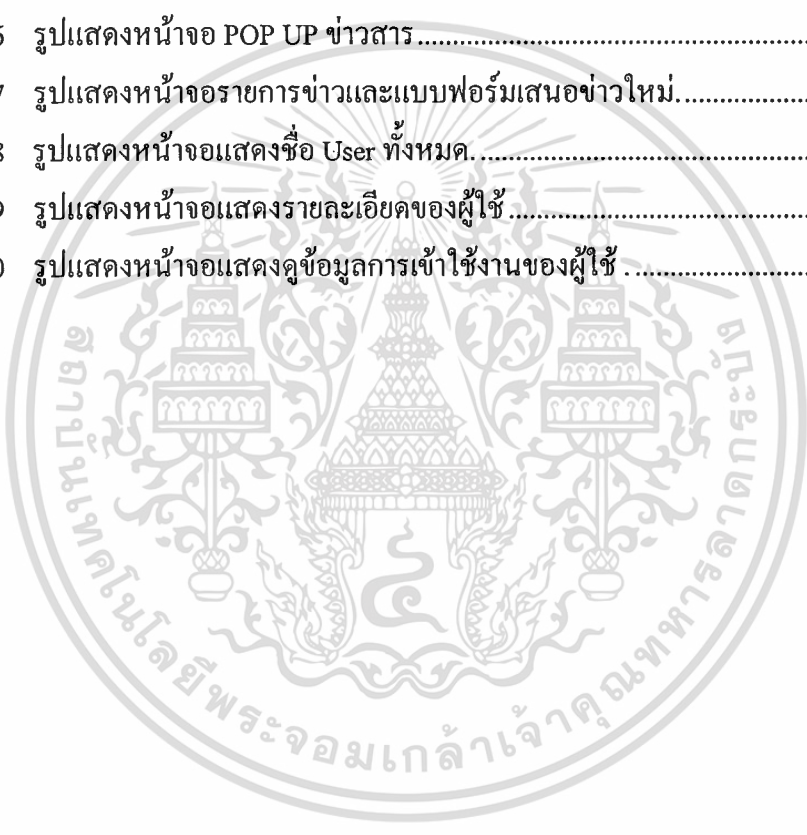 6 รูปแสดงหน้าจอ POP UP ข่าวสาร
7 รูปแสดงหน้าจอรายการข่าวและแบบฟอร์มเสนอข่าวใหม่.
8 รูปแสดงหน้าจอแสดงชื่อ User ทั้งหมด.
9 รูปแสดงหน้าจอแสดงรายละเอียดของผู้ใช้
0 รูปแสดงหน้าจอแสดงดูข้อมูลการเข้าใช้งานของผู้ใช้ .
สถาบันเทคโนโลยีพระจอมเกล้าเจ้าคุณทหารลาดกระบัง